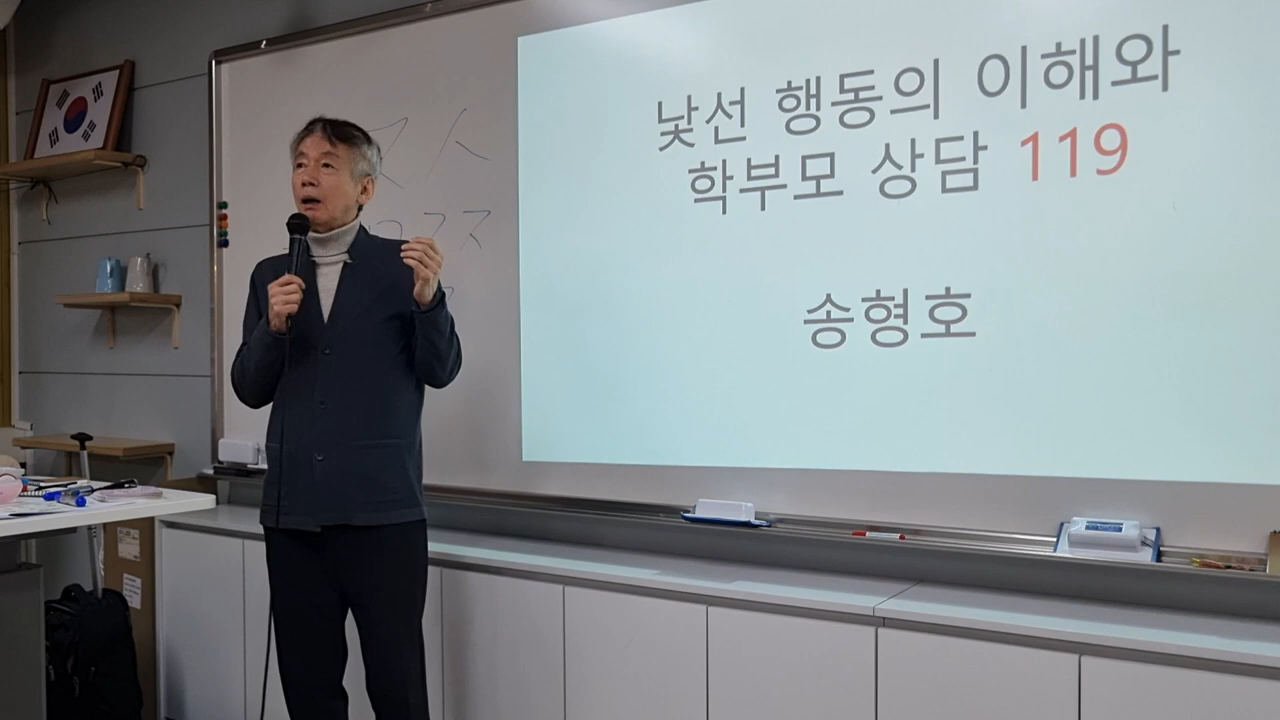 낯선 행동의 이해와
학부모 상담 119
송형호